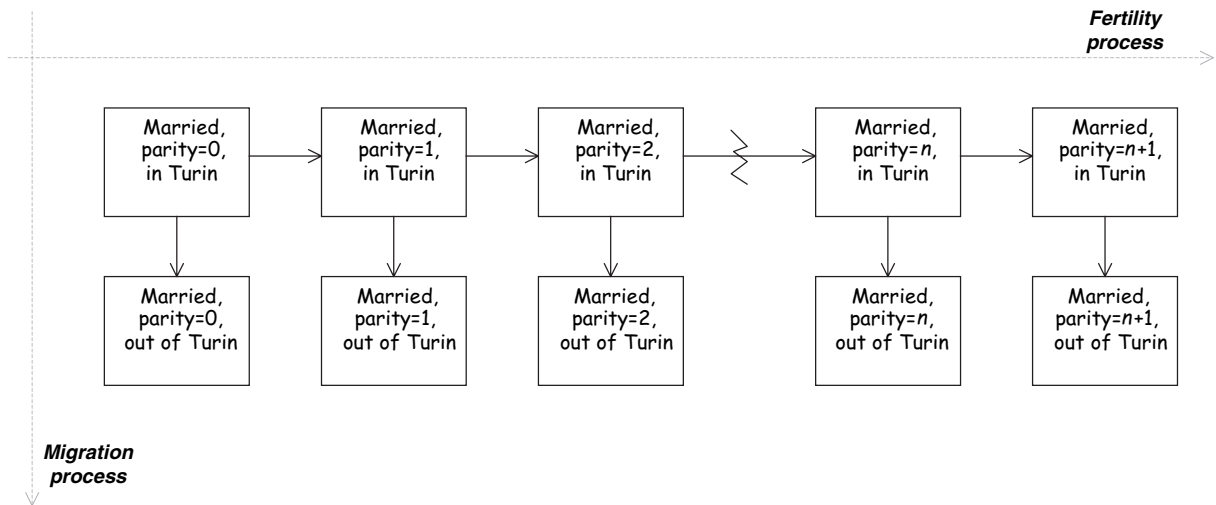 Fertility
process
Married,
parity=0,
in Turin
Married,
parity=1,
in Turin
Married,
parity=2,
in Turin
Married,
parity=n,
in Turin
Married,
parity=n+1,
in Turin
Married,
parity=0,
out of Turin
Married,
parity=1,
out of Turin
Married,
parity=2,
out of Turin
Married,
parity=n,
out of Turin
Married,
parity=n+1,
out of Turin
Migration
process